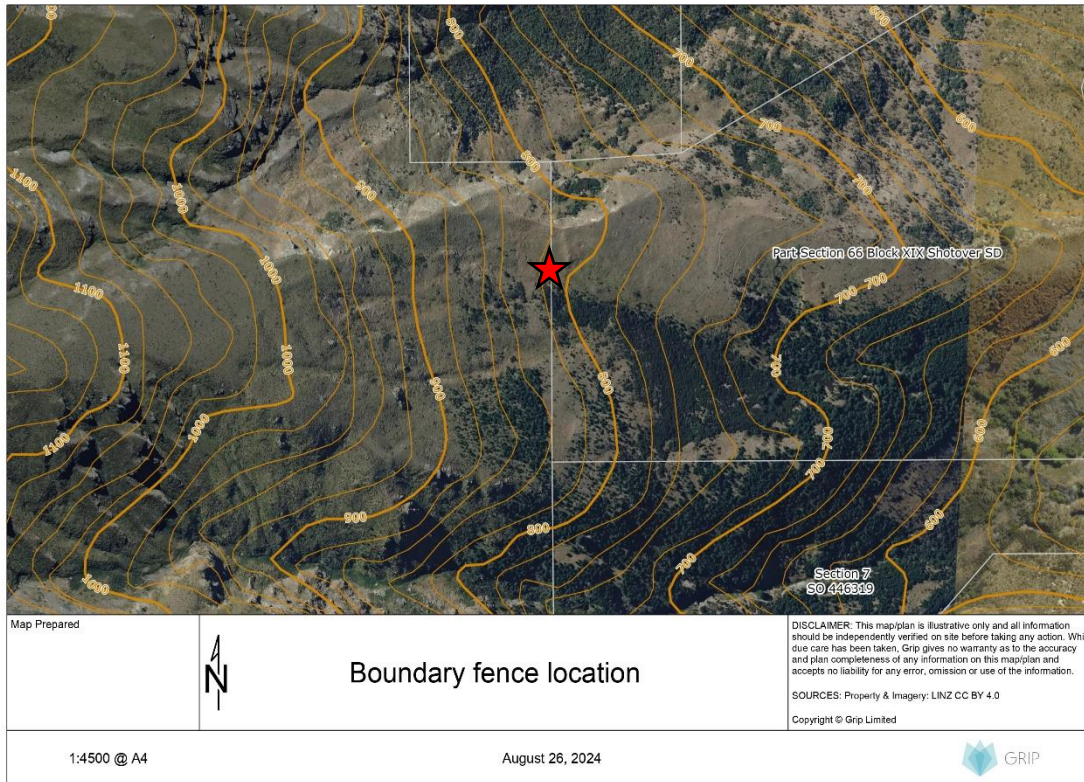 600
800
700
600
700
800
1100
700
900
1000
Part Section 66 Block XIX Shotover SD
1000
700 700
1100
600
1100
1000
700
800
900
1000
600
700
1100
700
900
600
800
700
Section 7
SO 446319
1000
Map Prepared
N
Boundary fence location
DISCLAIMER: This map/plan is illustrative only and all information
should be independently verified on site before taking any action. Whi
due care has been taken, Grip gives no warranty as to the accuracy
and plan completeness of any information on this map/plan and
accepts no liability for any error, omission or use of the information.
SOURCES: Property & Imagery: LINZ CC BY 4.0
Copyright © Grip Limited
1:4500 @ A4
August 26, 2024
GRIP